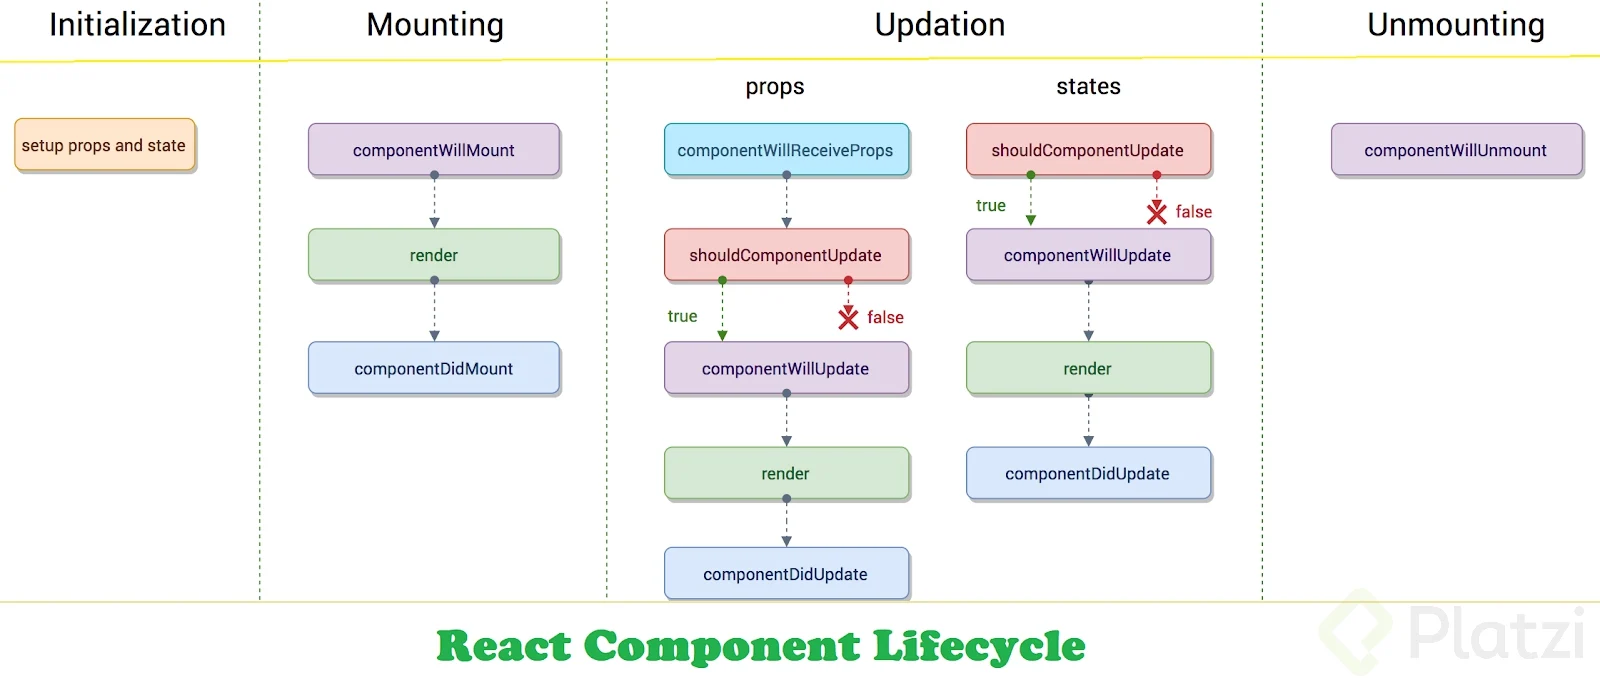 Initialization
Mounting
Updation
Unmounting
props
states
setup props and state
componentWillMount
render
componentDidMount
componentWillReceiveProps
shouldComponentUpdate
true
false
componentWillUpdate
render
componentDidUpdate
shouldComponentUpdate
true
false
componentWillUpdate
render
componentDidUpdate
componentWillUnmount
React Component Lifecycle
Platzi